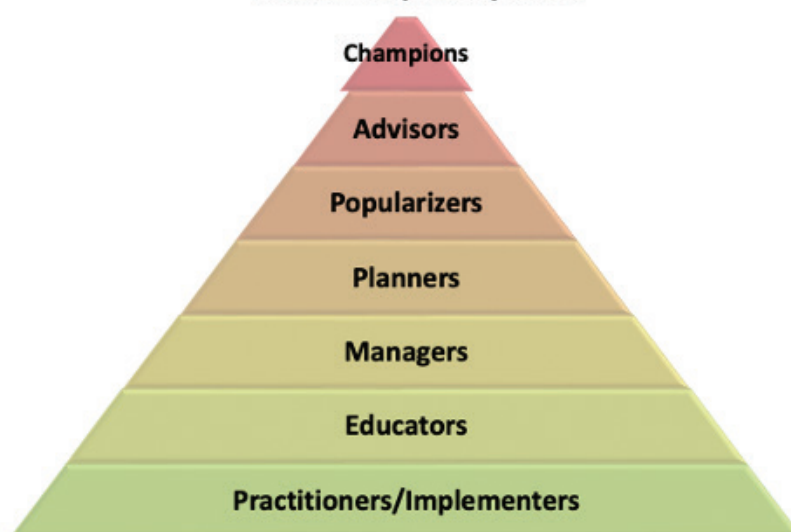 Champions
Advisors
Popularizers
Planners
Managers
Educators
Practitioners/Implementers